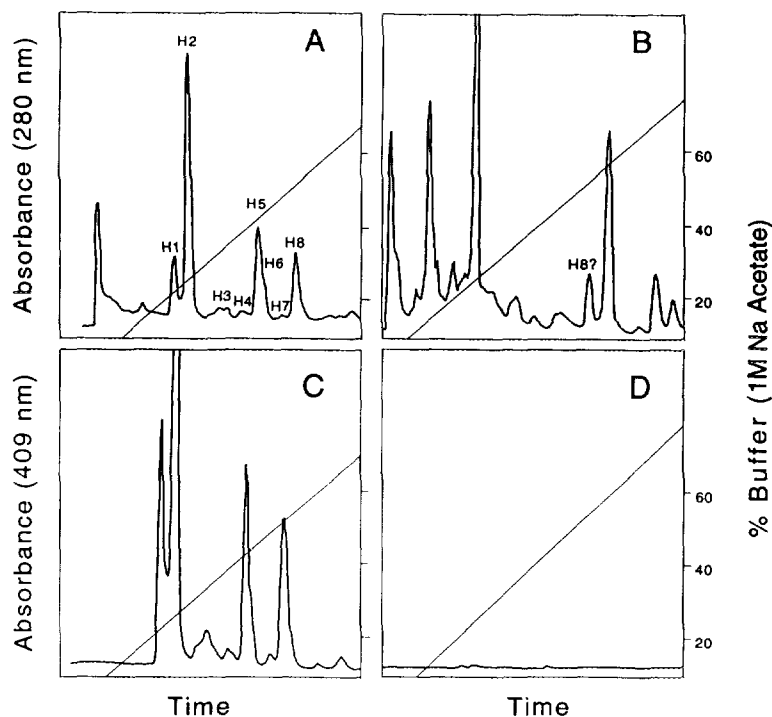 A
H2
H1
H3
H4
H5
H6
H7
H8
B
H8?
60
40
20
Absorbance (280 nm)
C
D
60
40
20
Absorbance (409 nm)
% Buffer (1M Na Acetate)
Time
Time